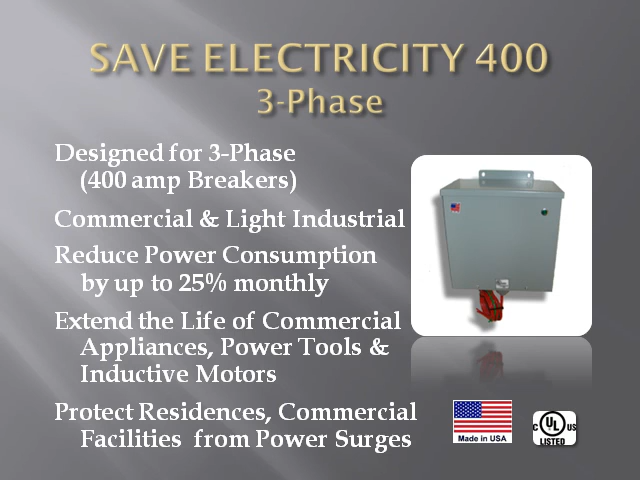 SAVE ELECTRICITY 400
3-Phase
Designed for 3-Phase
(400 amp Breakers)
Commercial & Light Industrial
Reduce Power Consumption
by up to 25% monthly
Extend the Life of Commercial
Appliances, Power Tools &
Inductive Motors
Protect Residences, Commercial
Facilities from Power Surges
Made in USA
C UL US
LISTED